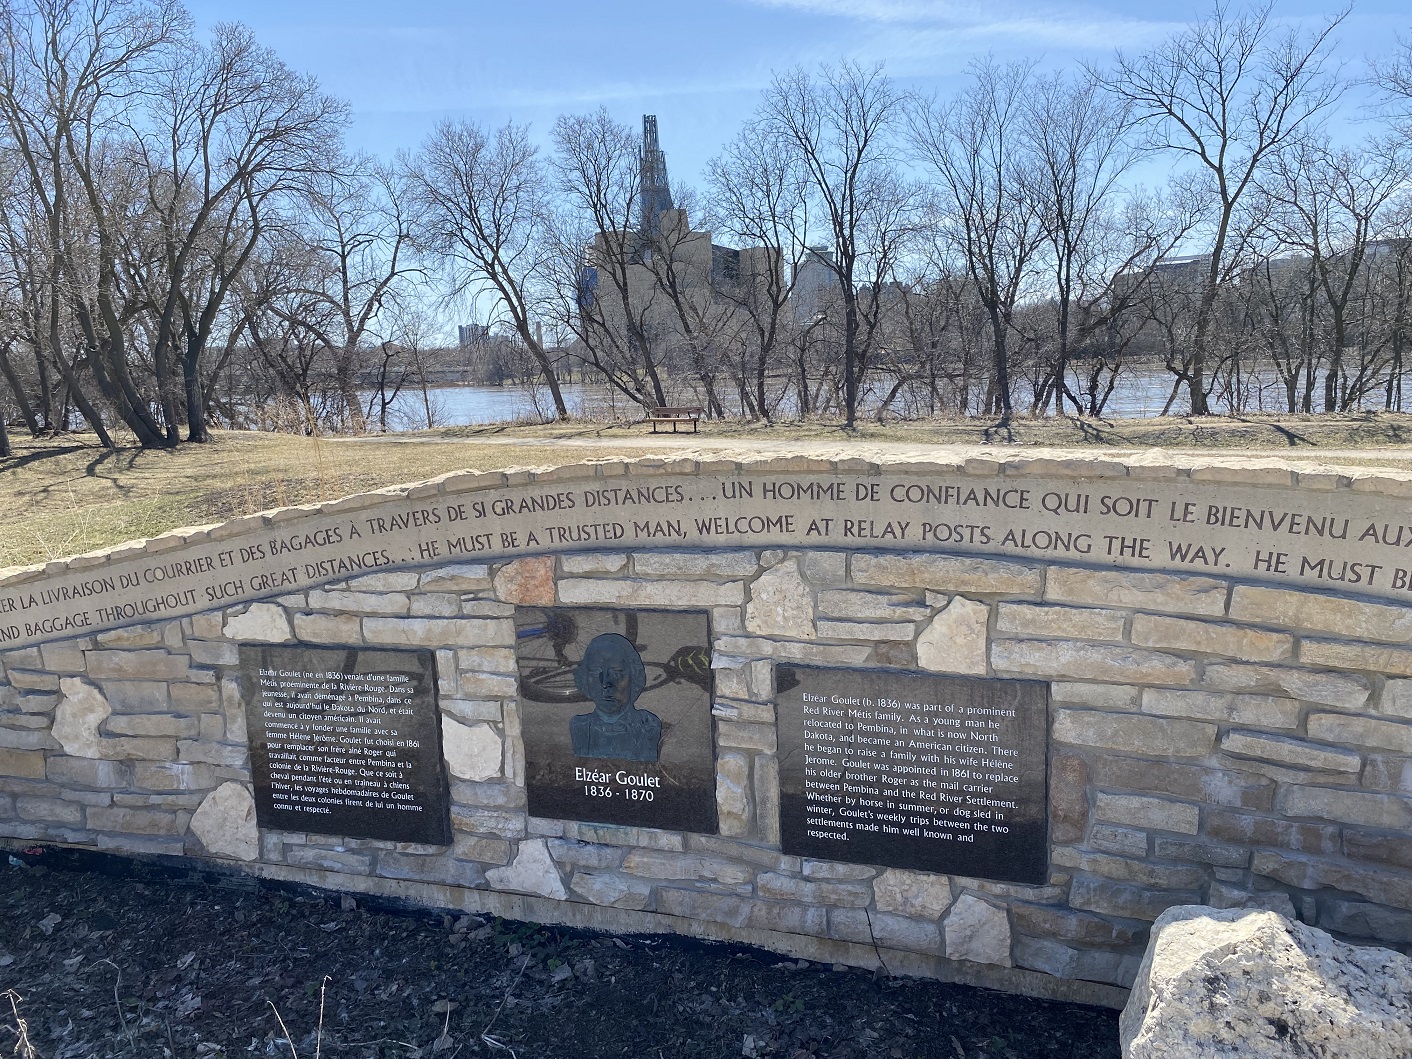 ER LA LIVRAISON DU COURRIER ET DES BAGAGES À TRAVERS DE SI GRANDES DISTANCES.... UN HOMME DE CONFIANCE QUI SOIT LE BIENVENU AUX
AND BAGGAGE THROUGHOUT SUCH GREAT DISTANCES...: HE MUST BE A TRUSTED MAN, WELCOME AT RELAY POSTS ALONG THE WAY. HE MUST BE
Elzéar Goulet (né en 1836) venait d'une famille
Métis proéminente de la Rivière-Rouge. Dans sa
jeunesse, il avait déménagé à Pembina, dans ce
qui est aujourd'hui le Dakota du Nord, et était
devenu un citoyen américain. Il avait
commencé à y fonder une famille avec sa
femme Hélène Jérôme. Goulet fut choisi en 1861
pour remplacer son frère aîné Roger qui
travaillait comme facteur entre Pembina et la
colonie de la Rivière-Rouge. Que ce soit à
cheval pendant l'été ou en traîneau à chiens
l'hiver, les voyages hebdomadaires de Goulet
entre les deux colonies firent de lui un homme
connu et respecté.
Elzéar Goulet
1836 - 1870
Elzéar Goulet (b. 1836) was part of a prominent
Red River Métis family. As a young man he
relocated to Pembina, in what is now North
Dakota, and became an American citizen. There
he began to raise a family with his wife Hélène
Jerome. Goulet was appointed in 1861 to replace
his older brother Roger as the mail carrier
between Pembina and the Red River Settlement.
Whether by horse in summer, or dog sled in
winter, Goulet's weekly trips between the two
settlements made him well known and
respected.